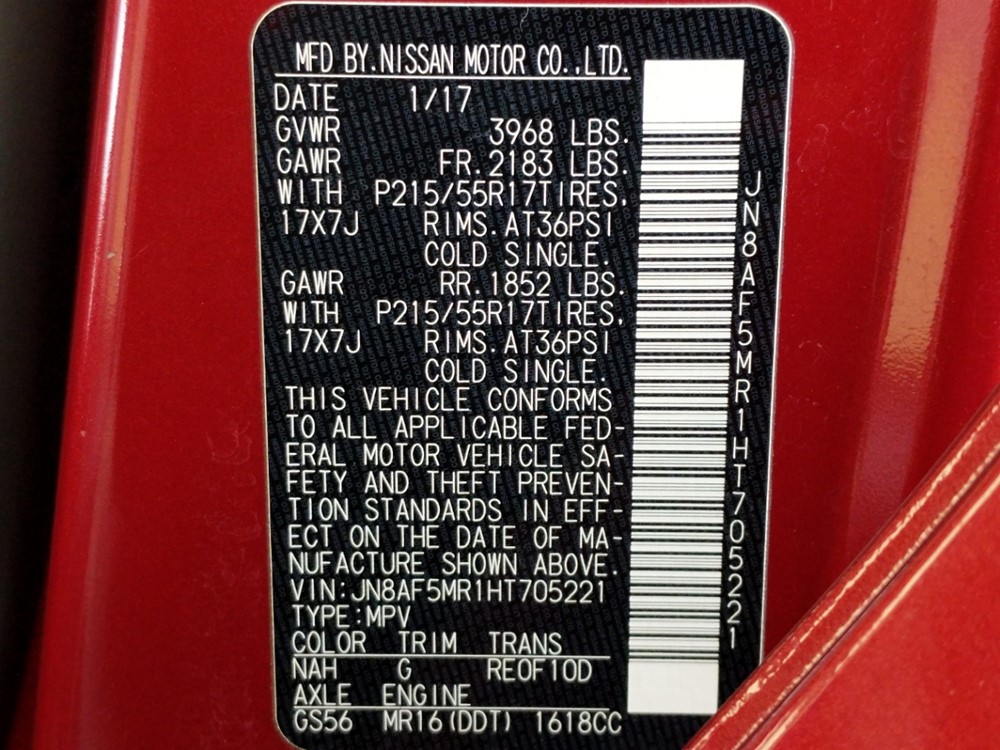 MFD BY.NISSAN MOTOR CO.,LTD.
DATE 1/17
GVWR 3968 LBS.
GAWR FR.2183 LBS.
WITH P215/55R17TIRES,
17X7J RIMS.AT36PSI
COLD SINGLE.
GAWR RR.1852 LBS.
WITH P215/55R17TIRES,
17X7J RIMS.AT36PSI
COLD SINGLE.
THIS VEHICLE CONFORMS
TO ALL APPLICABLE FED-
ERAL MOTOR VEHICLE SA-
FETY AND THEFT PREVEN-
TION STANDARDS IN EFF-
ECT ON THE DATE OF MA-
NUFACTURE SHOWN ABOVE.
VIN:JN8AF5MR1HT705221
TYPE:MPV
COLOR TRIM TRANS
NAH G RE0F10D
AXLE ENGINE
GS56 MR16(DDT) 1618CC
JN8AF5MR1HT705221